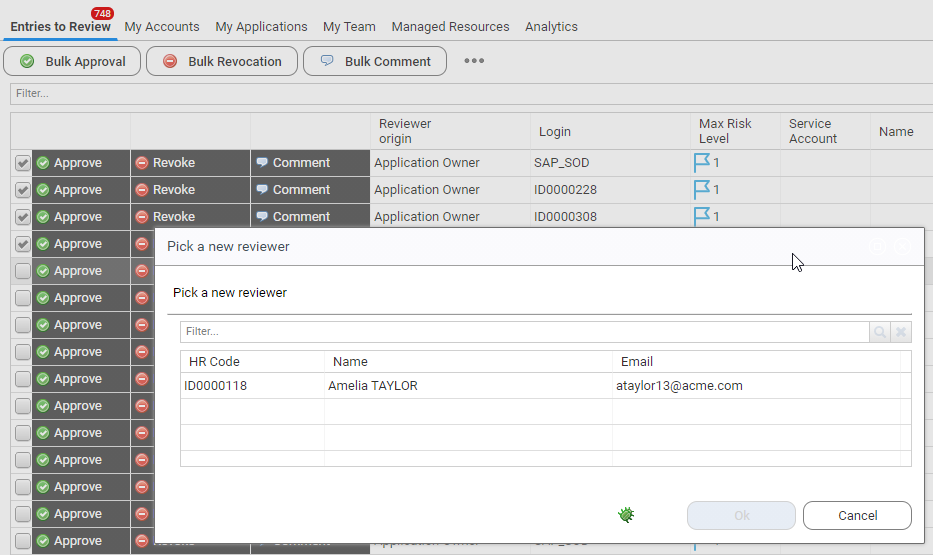 748
Entries to Review My Accounts My Applications My Team Managed Resources Analytics
Bulk Approval Bulk Revocation Bulk Comment •••
Filter...
Reviewer origin Login Max Risk Level Service Account Name
Approve Revoke Comment Application Owner SAP_SOD 1
Approve Revoke Comment Application Owner ID0000228 1
Approve Revoke Comment Application Owner ID0000308 1
Approve
Pick a new reviewer
Approve
Approve
Pick a new reviewer
Approve
Filter...
Approve
HR Code Name Email
Approve
ID0000118 Amelia TAYLOR ataylor13@acme.com
Approve
Approve
Approve
Approve
Approve
Ok Cancel
Approve